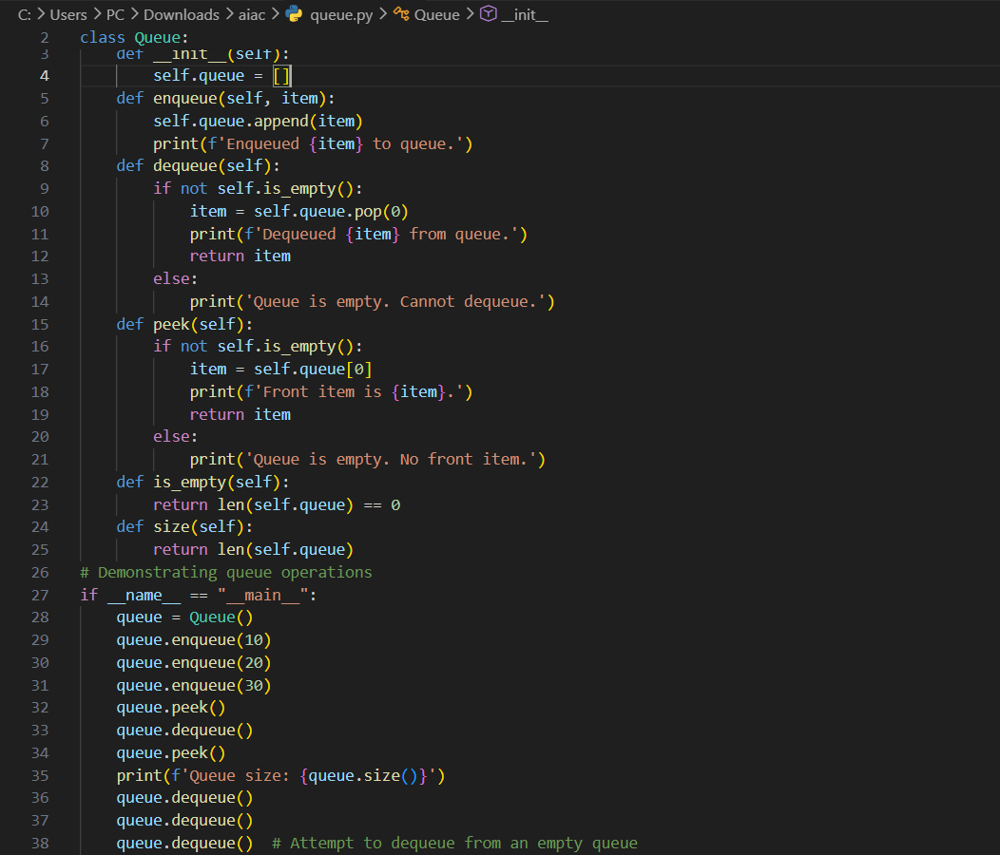 C: > Users > PC > Downloads > aiac > queue.py > Queue > __init__
2 class Queue:
3     def __init__(self):
4         self.queue = []
5     def enqueue(self, item):
6         self.queue.append(item)
7         print(f'Enqueued {item} to queue.')
8     def dequeue(self):
9         if not self.is_empty():
10             item = self.queue.pop(0)
11             print(f'Dequeued {item} from queue.')
12             return item
13         else:
14             print('Queue is empty. Cannot dequeue.')
15     def peek(self):
16         if not self.is_empty():
17             item = self.queue[0]
18             print(f'Front item is {item}.')
19             return item
20         else:
21             print('Queue is empty. No front item.')
22     def is_empty(self):
23         return len(self.queue) == 0
24     def size(self):
25         return len(self.queue)
26 # Demonstrating queue operations
27 if __name__ == "__main__":
28     queue = Queue()
29     queue.enqueue(10)
30     queue.enqueue(20)
31     queue.enqueue(30)
32     queue.peek()
33     queue.dequeue()
34     queue.peek()
35     print(f'Queue size: {queue.size()}')
36     queue.dequeue()
37     queue.dequeue()
38     queue.dequeue()  # Attempt to dequeue from an empty queue